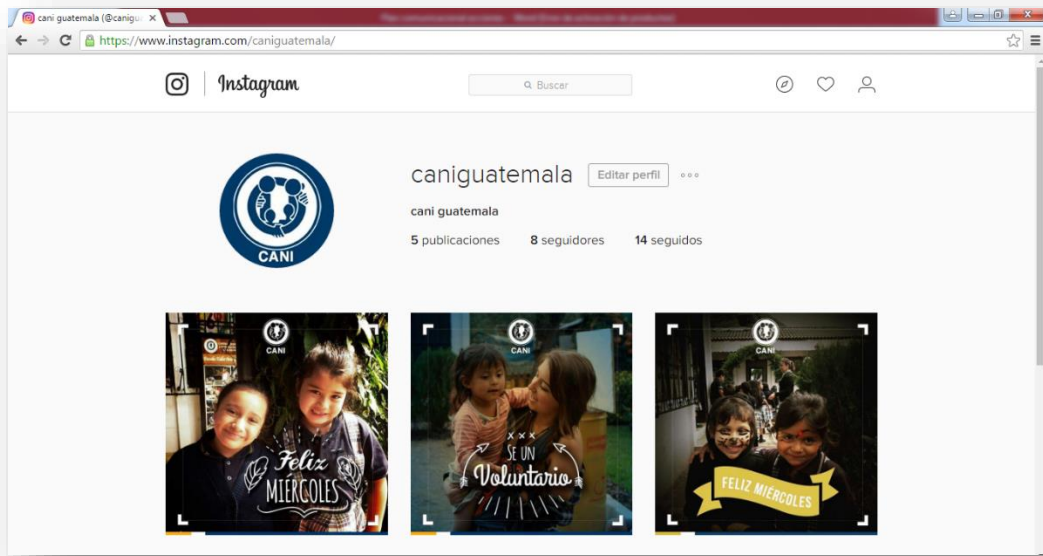 cani guatemala (@canigu
https://www.instagram.com/caniguatemala/
Instagram
Buscar
CANI
caniguatemala
Editar perfil
cani guatemala
5 publicaciones 8 seguidores 14 seguidos
CANI
Feliz
MIÉRCOLES
CANI
SE UN
Voluntario
CANI
FELIZ MIÉRCOLES